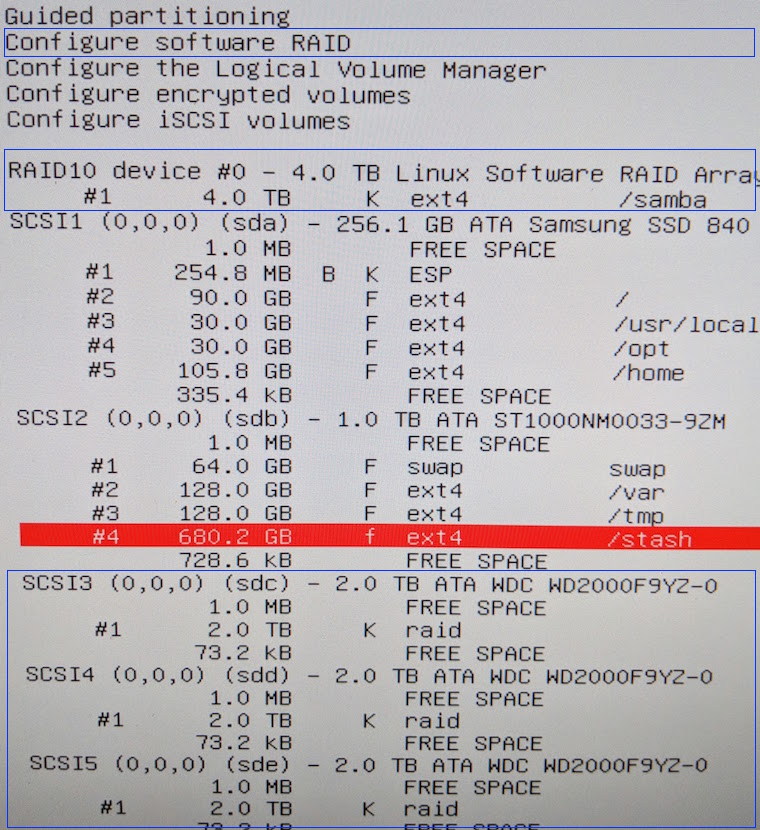 Guided partitioning
Configure software RAID
Configure the Logical Volume Manager
Configure encrypted volumes
Configure iSCSI volumes
RAID10 device #0 - 4.0 TB Linux Software RAID Array
#1 4.0 TB K ext4 /samba
SCSI1 (0,0,0) (sda) - 256.1 GB ATA Samsung SSD 840
1.0 MB FREE SPACE
#1 254.8 MB B K ESP
#2 90.0 GB F ext4 /
#3 30.0 GB F ext4 /usr/local
#4 30.0 GB F ext4 /opt
#5 105.8 GB F ext4 /home
335.4 kB FREE SPACE
SCSI2 (0,0,0) (sdb) - 1.0 TB ATA ST1000NM0033-9ZM
1.0 MB FREE SPACE
#1 64.0 GB F swap swap
#2 128.0 GB F ext4 /var
#3 128.0 GB F ext4 /tmp
#4 680.2 GB f ext4 /stash
728.6 kB FREE SPACE
SCSI3 (0,0,0) (sdc) - 2.0 TB ATA WDC WD2000F9YZ-0
1.0 MB FREE SPACE
#1 2.0 TB K raid
73.2 kB FREE SPACE
SCSI4 (0,0,0) (sdd) - 2.0 TB ATA WDC WD2000F9YZ-0
1.0 MB FREE SPACE
#1 2.0 TB K raid
73.2 kB FREE SPACE
SCSI5 (0,0,0) (sde) - 2.0 TB ATA WDC WD2000F9YZ-0
1.0 MB FREE SPACE
#1 2.0 TB K raid
73.2 kB FREE SPACE